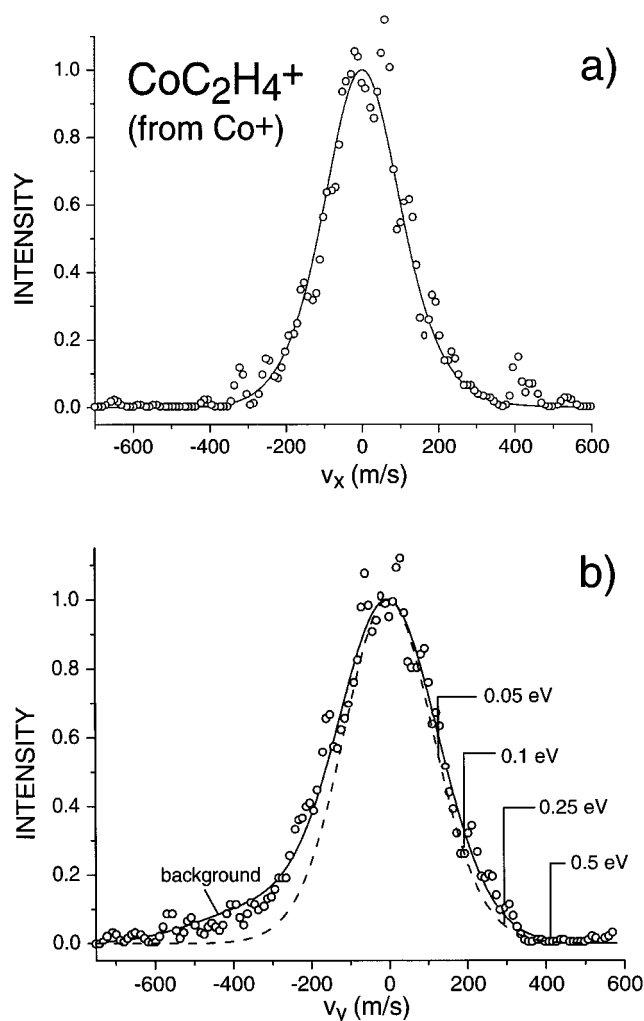 a)
CoC₂H₄⁺
(from Co+)
INTENSITY
1.0
0.8
0.6
0.4
0.2
0.0
-600 -400 -200 0 200 400 600
vₓ (m/s)
b)
INTENSITY
1.0
0.8
0.6
0.4
0.2
0.0
0.05 eV
0.1 eV
0.25 eV
0.5 eV
background
-600 -400 -200 0 200 400 600
v_y (m/s)